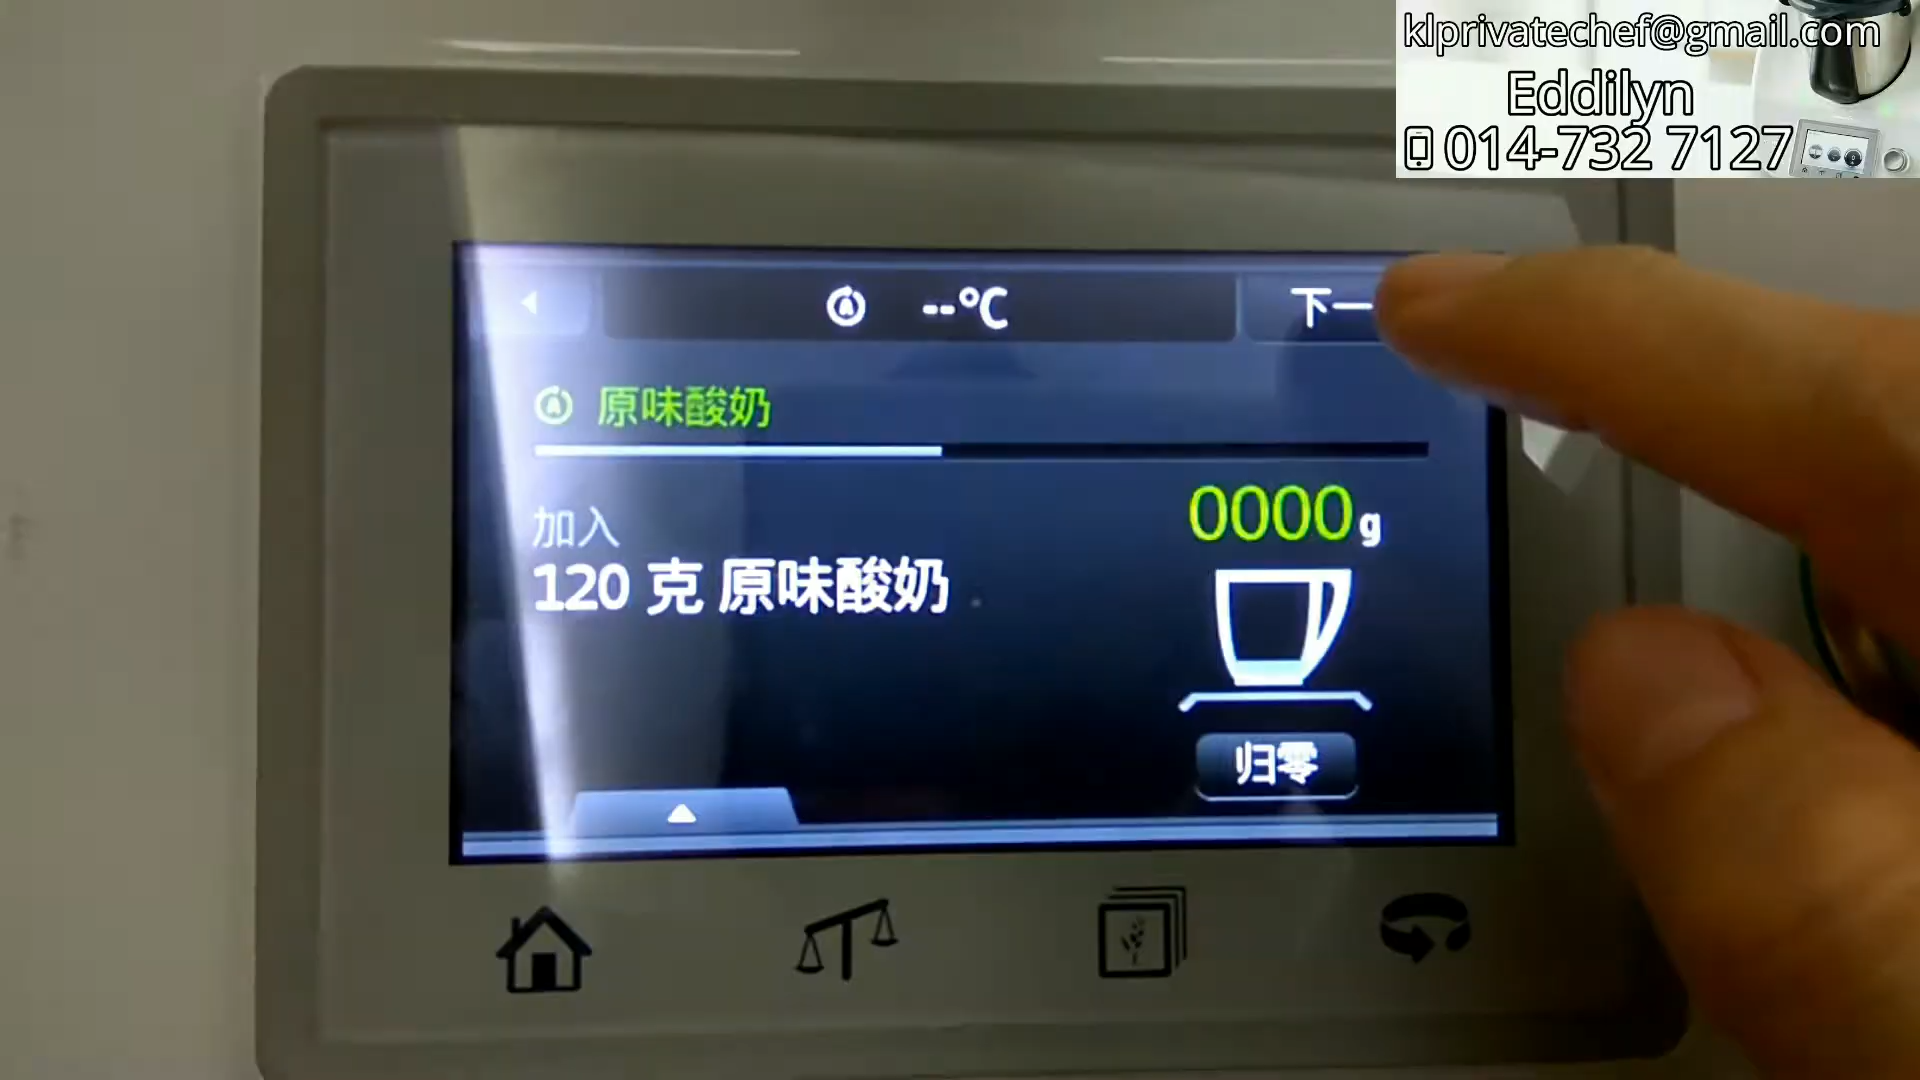 klprivatechef@gmail.com
Eddilyn
014-732 7127
--°C
下一
原味酸奶
0000g
加入
120 克 原味酸奶
归零